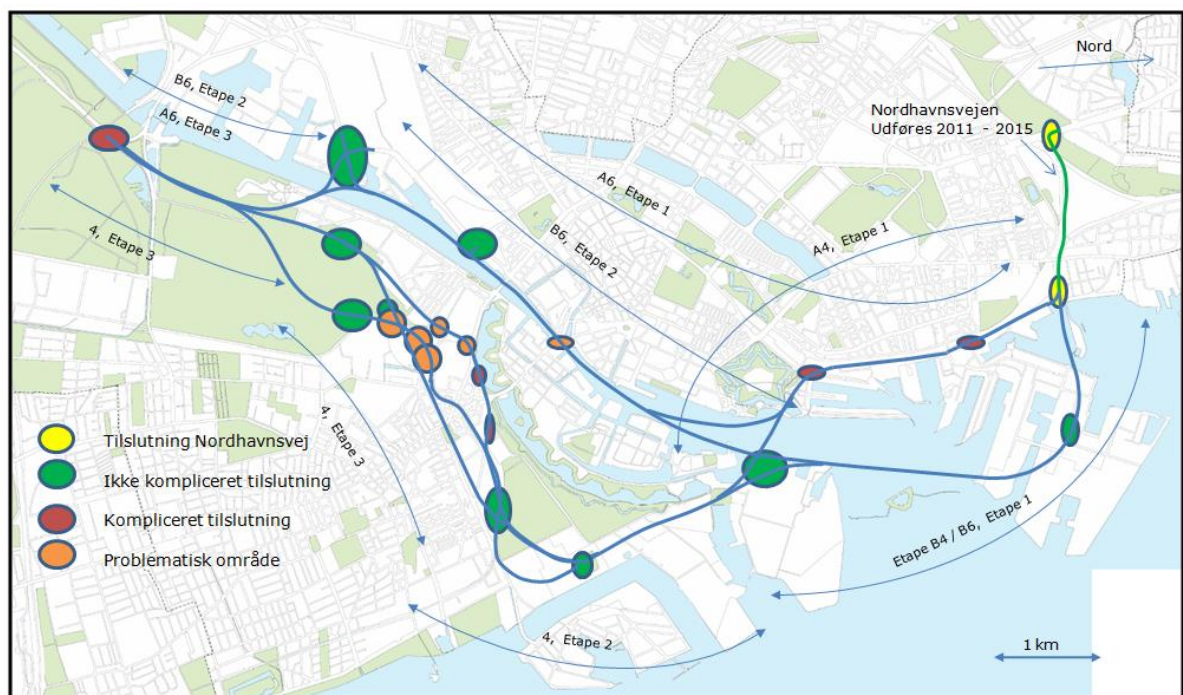 Nord
B6, Etape 2
A6, Etape 3
Nordhavnsvejen
Udføres 2011 - 2015
A6, Etape 1
B6, Etape 2
A4, Etape 1
4, Etape 3
4, Etape 3
Tilslutning Nordhavnsvej
Ikke kompliceret tilslutning
Kompliceret tilslutning
Problematisk område
Etape B4 / B6, Etape 1
4, Etape 2
1 km